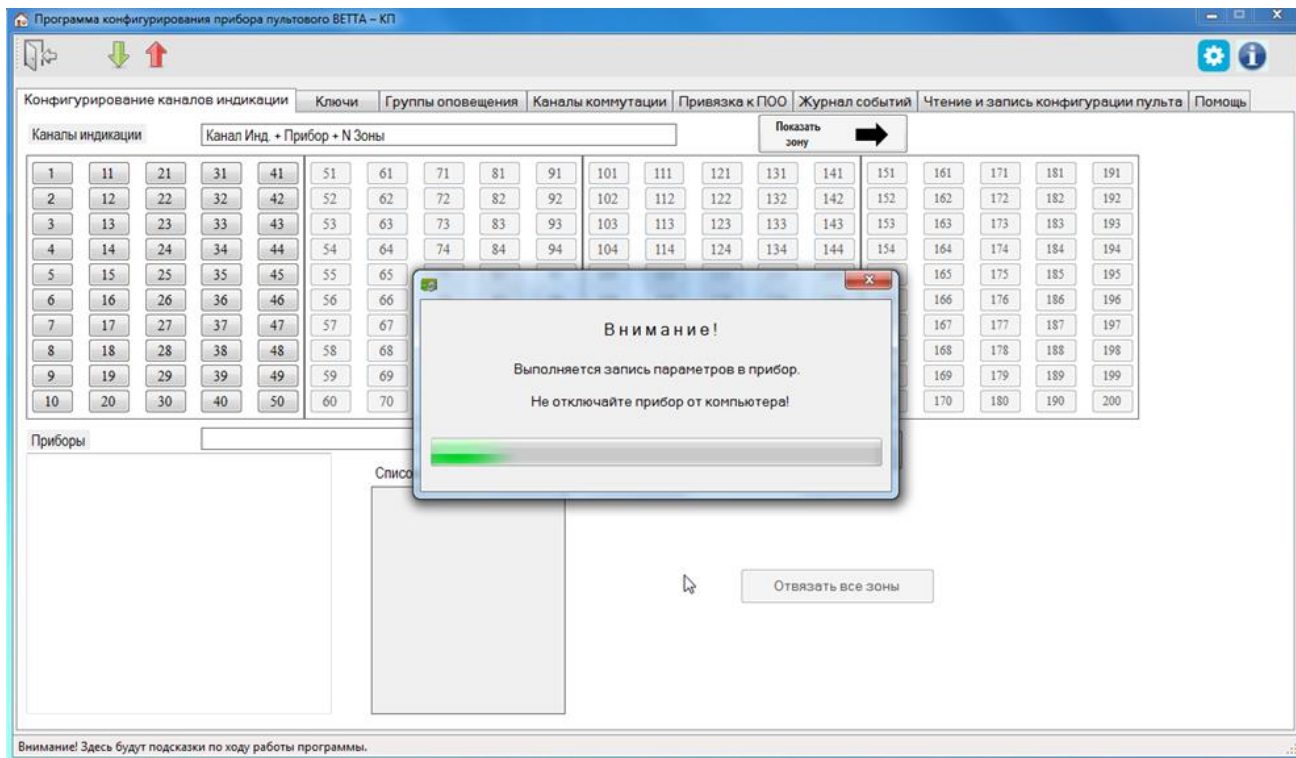 Программа конфигурирования прибора пультового ВЕТТА – КП
Конфигурирование каналов индикации Ключи Группы оповещения Каналы коммутации Привязка к ПОО Журнал событий Чтение и запись конфигурации пульта Помощь
Каналы индикации Канал Инд. + Прибор + N Зоны Показать
зону
1 11 21 31 41 51 61 71 81 91 101 111 121 131 141 151 161 171 181 191
2 12 22 32 42 52 62 72 82 92 102 112 122 132 142 152 162 172 182 192
3 13 23 33 43 53 63 73 83 93 103 113 123 133 143 153 163 173 183 193
4 14 24 34 44 54 64 74 84 94 104 114 124 134 144 154 164 174 184 194
5 15 25 35 45 55 65 165 175 185 195
6 16 26 36 46 56 66 166 176 186 196
7 17 27 37 47 57 67 167 177 187 197
8 18 28 38 48 58 68 168 178 188 198
9 19 29 39 49 59 69 169 179 189 199
10 20 30 40 50 60 70 170 180 190 200
Внимание!
Выполняется запись параметров в прибор.
Не отключайте прибор от компьютера!
Приборы
Списо
Отвязать все зоны
Внимание! Здесь будут подсказки по ходу работы программы.